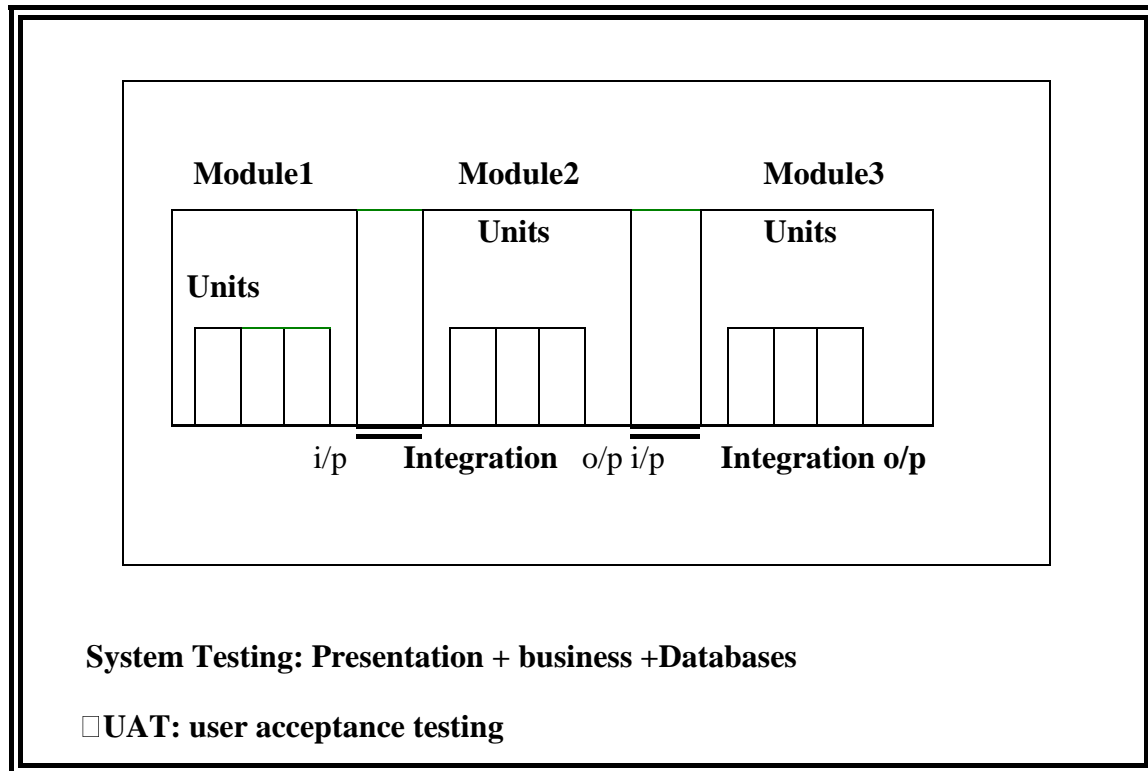 Module1 Module2 Module3
Units Units
Units
i/p Integration o/p i/p Integration o/p
System Testing: Presentation + business +Databases
□UAT: user acceptance testing